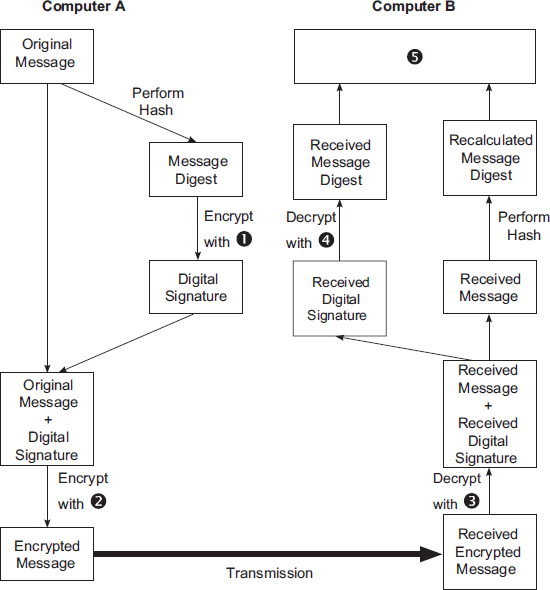 Computer A
Computer B
Original
Message
❺
Perform
Hash
Message
Digest
Received
Message
Digest
Recalculated
Message
Digest
Encrypt
with ❶
Decrypt
with ❹
Perform
Hash
Digital
Signature
Received
Digital
Signature
Received
Message
Original
Message
+
Digital
Signature
Received
Message
+
Received
Digital
Signature
Encrypt
with ❷
Decrypt
with ❸
Encrypted
Message
Received
Encrypted
Message
Transmission